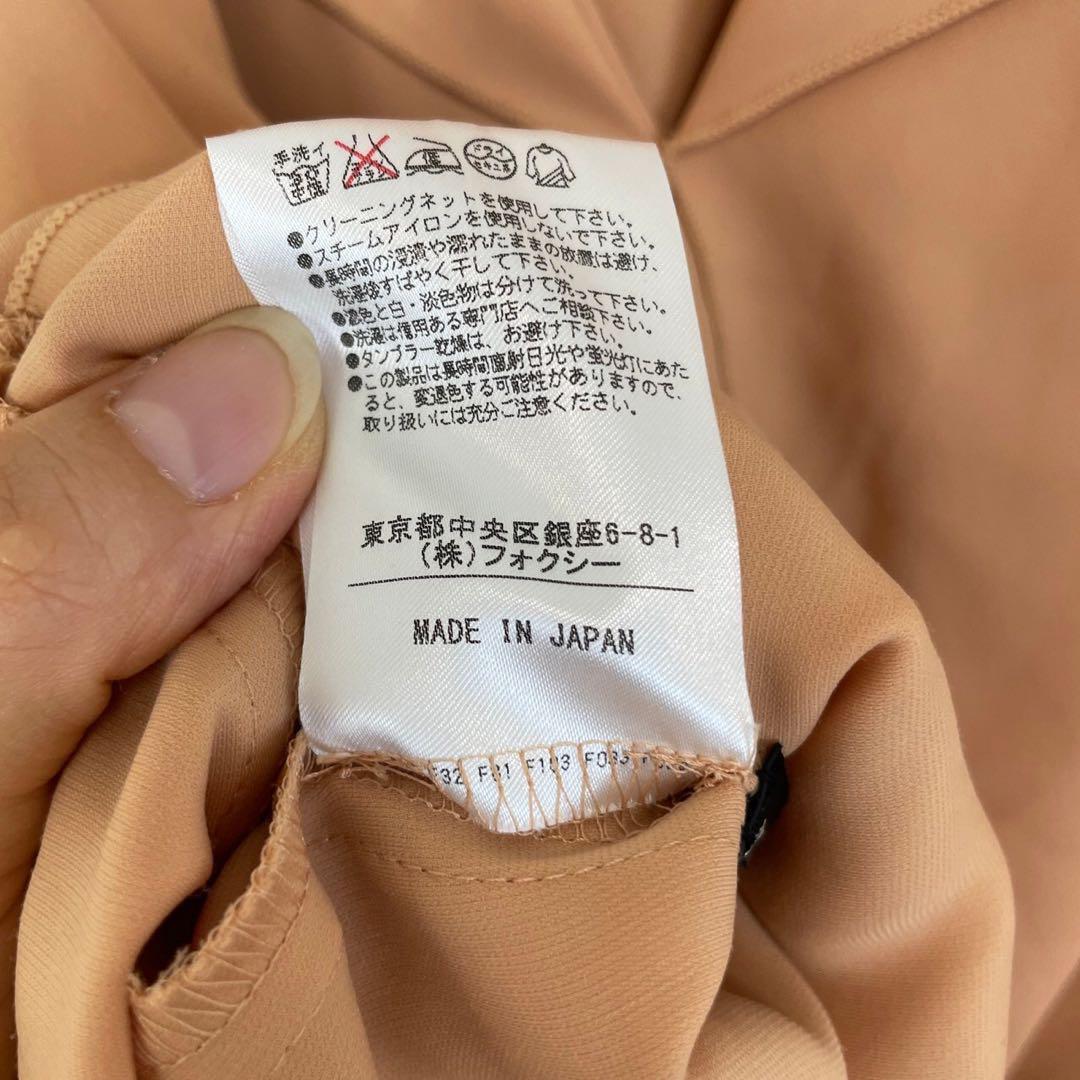 手洗イ
●クリーニングネットを使用して下さい。
●スチームアイロンを使用しないで下さい。
●長時間の浸漬や濡れたままの放置は避け、
洗濯後すばやく干して下さい。
●濃色と白・淡色物は分けて洗って下さい。
●洗濯は信用ある専門店へご相談下さい。
●タンブラー乾燥は、お避け下さい。
●この製品は長時間直射日光や蛍光灯にあた
ると、変退色する可能性がありますので、
取り扱いには充分ご注意ください。
東京都中央区銀座6-8-1
(株)フォクシー
MADE IN JAPAN
F103